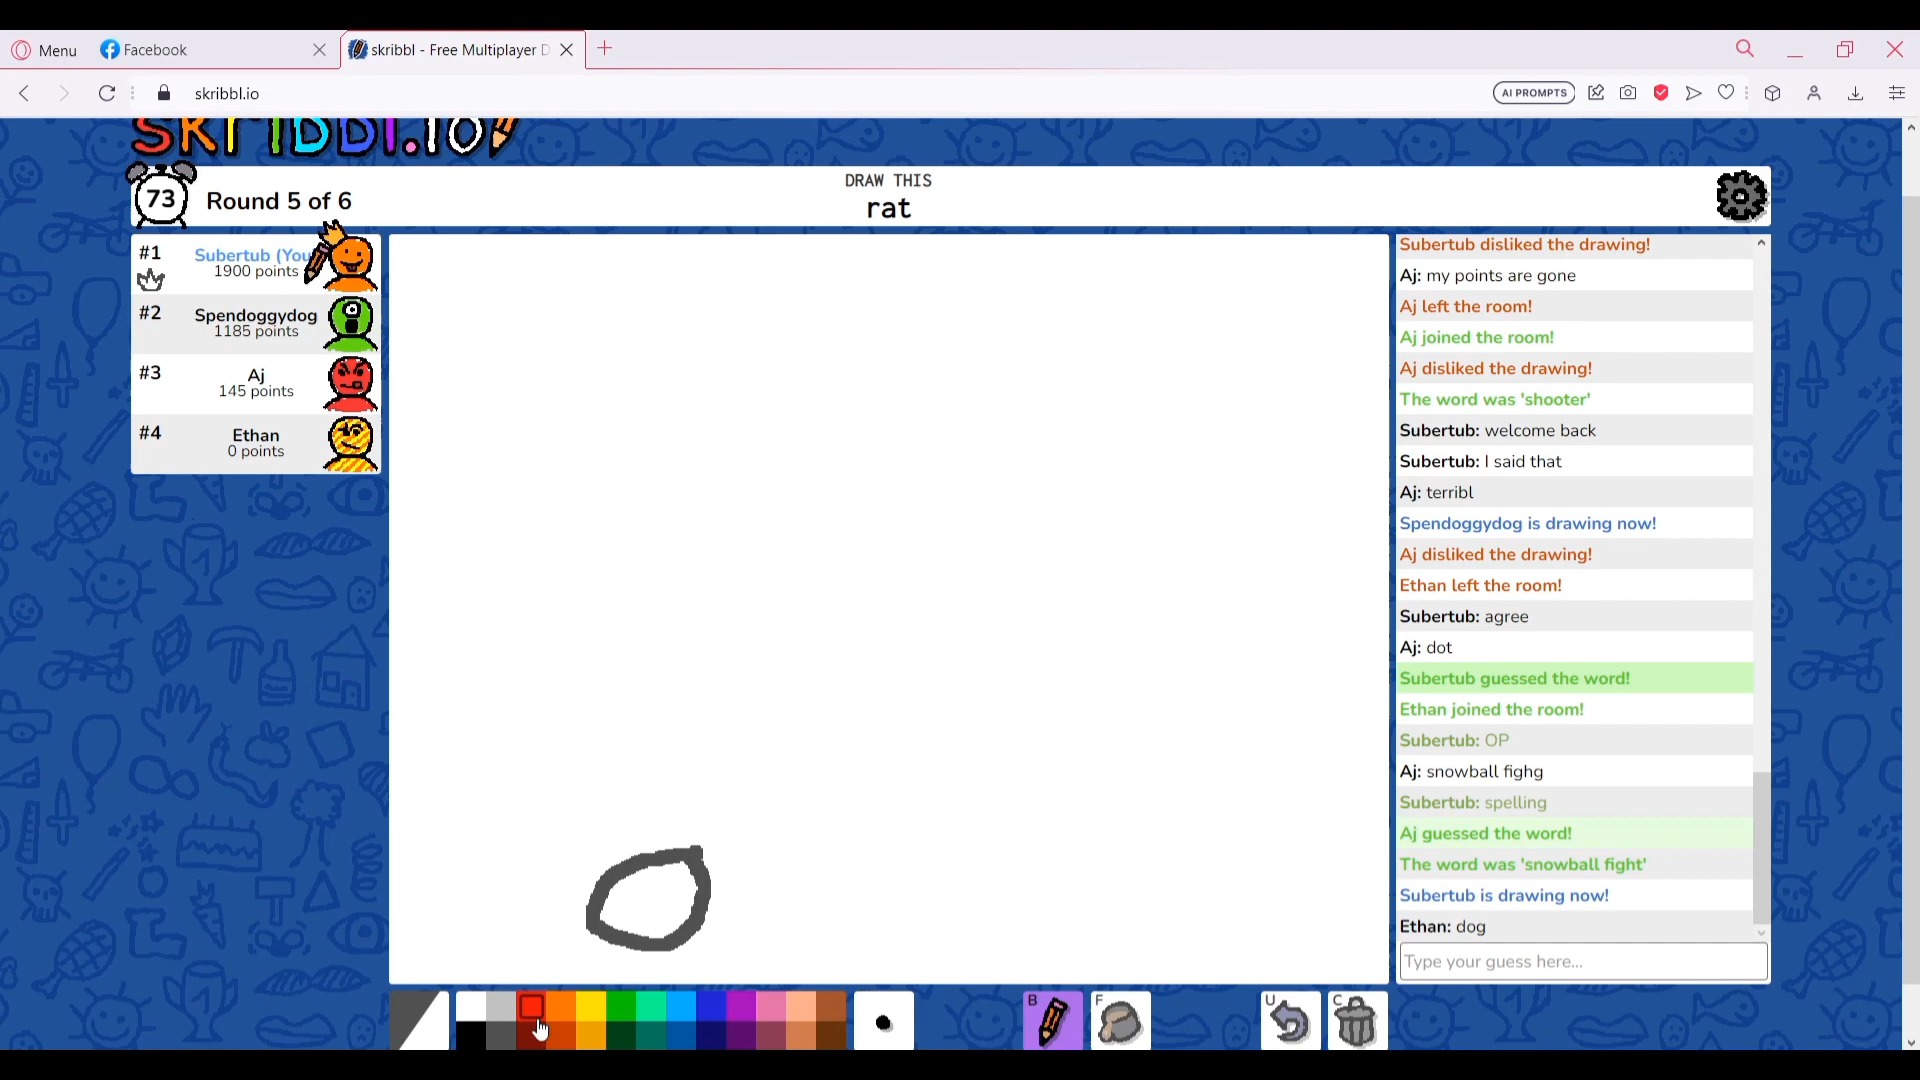 Menu
Facebook
skribbl - Free Multiplayer D
skribbl.io
AI PROMPTS
SKRIBBL.IO
73
Round 5 of 6
DRAW THIS
rat
#1
Subertub (You
1900 points
#2
Spendoggydog
1185 points
#3
Aj
145 points
#4
Ethan
0 points
Subertub disliked the drawing!
Aj: my points are gone
Aj left the room!
Aj joined the room!
Aj disliked the drawing!
The word was 'shooter'
Subertub: welcome back
Subertub: I said that
Aj: terribl
Spendoggydog is drawing now!
Aj disliked the drawing!
Ethan left the room!
Subertub: agree
Aj: dot
Subertub guessed the word!
Ethan joined the room!
Subertub: OP
Aj: snowball fighg
Subertub: spelling
Aj guessed the word!
The word was 'snowball fight'
Subertub is drawing now!
Ethan: dog
Type your guess here...
B
F
U
C